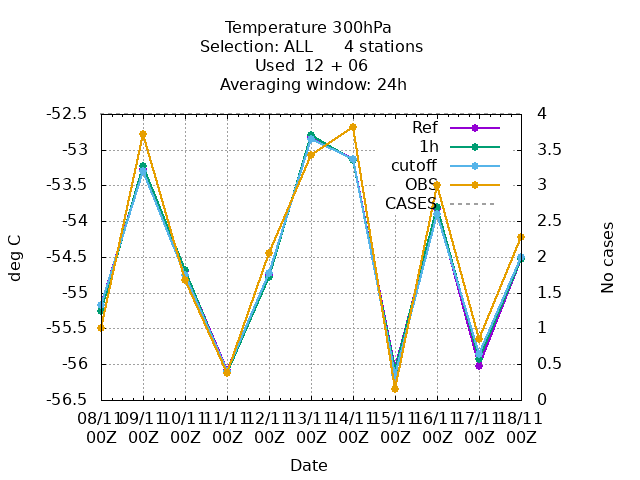 Temperature 300hPa
Selection: ALL      4 stations
Used  12 + 06
Averaging window: 24h
-52.5
-53
-53.5
-54
-54.5
-55
-55.5
-56
-56.5
4
3.5
3
2.5
2
1.5
1
0.5
0
Ref
1h
cutoff
OBS
CASES
deg C
No cases
08/11 09/11 10/11 11/11 12/11 13/11 14/11 15/11 16/11 17/11 18/11
00Z 00Z 00Z 00Z 00Z 00Z 00Z 00Z 00Z 00Z 00Z
Date